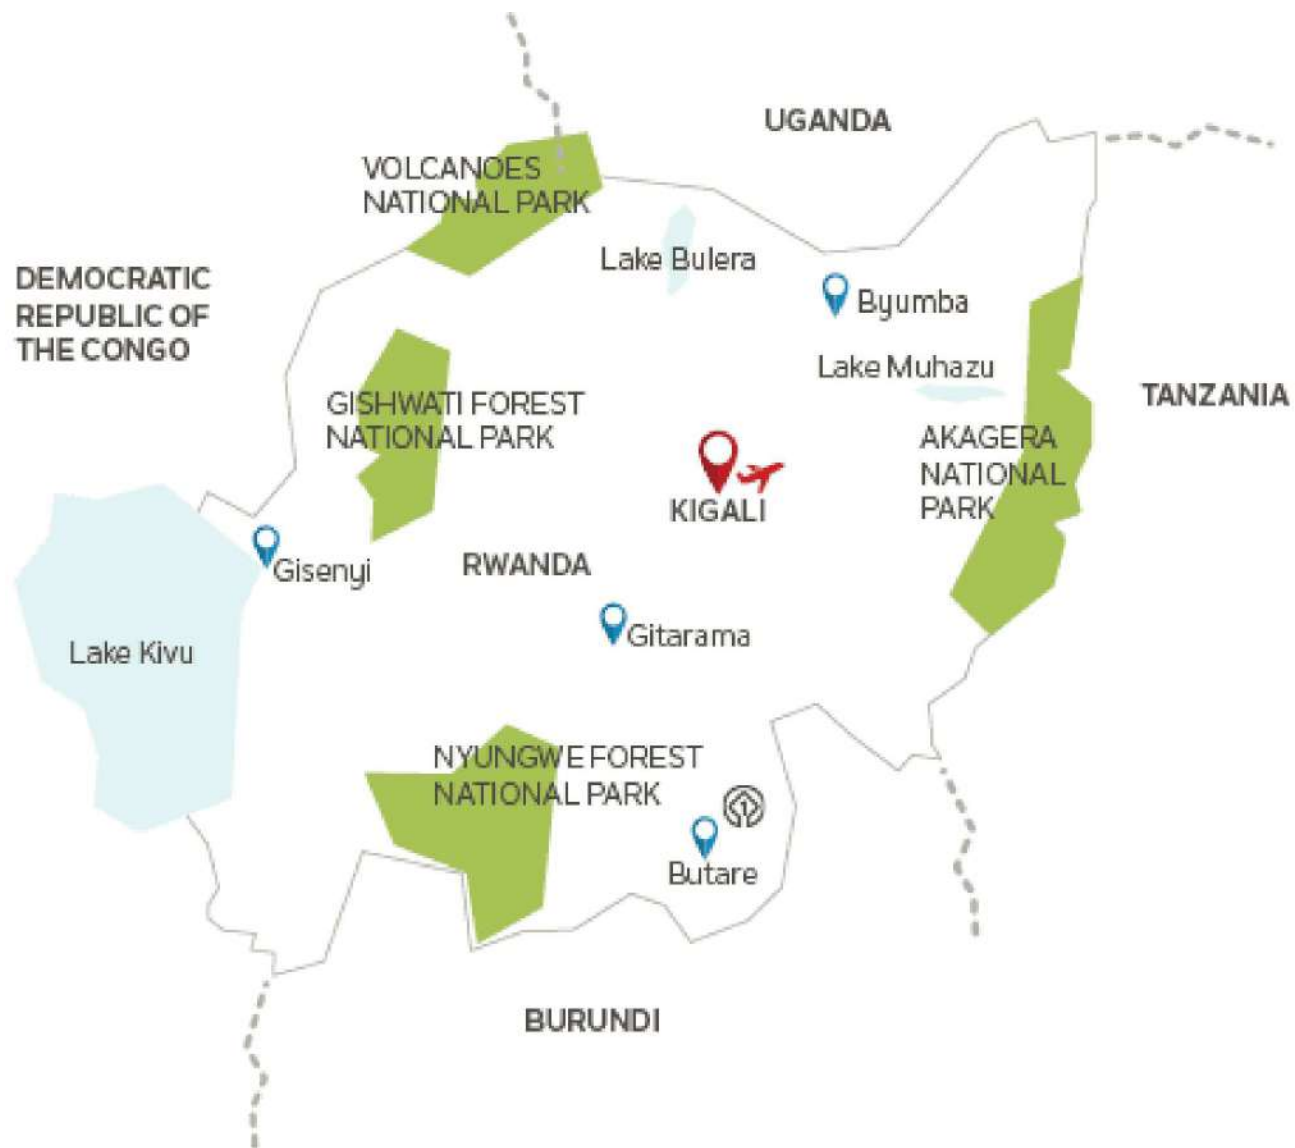 UGANDA
VOLCANOES
NATIONAL PARK
Lake Bulera
DEMOCRATIC
REPUBLIC OF
THE CONGO
Byumba
Lake Muhazu
TANZANIA
GISHWATI FOREST
NATIONAL PARK
AKAGERA
NATIONAL
PARK
KIGALI
RWANDA
Gisenyi
Gitarama
Lake Kivu
NYUNGWE FOREST
NATIONAL PARK
Butare
BURUNDI